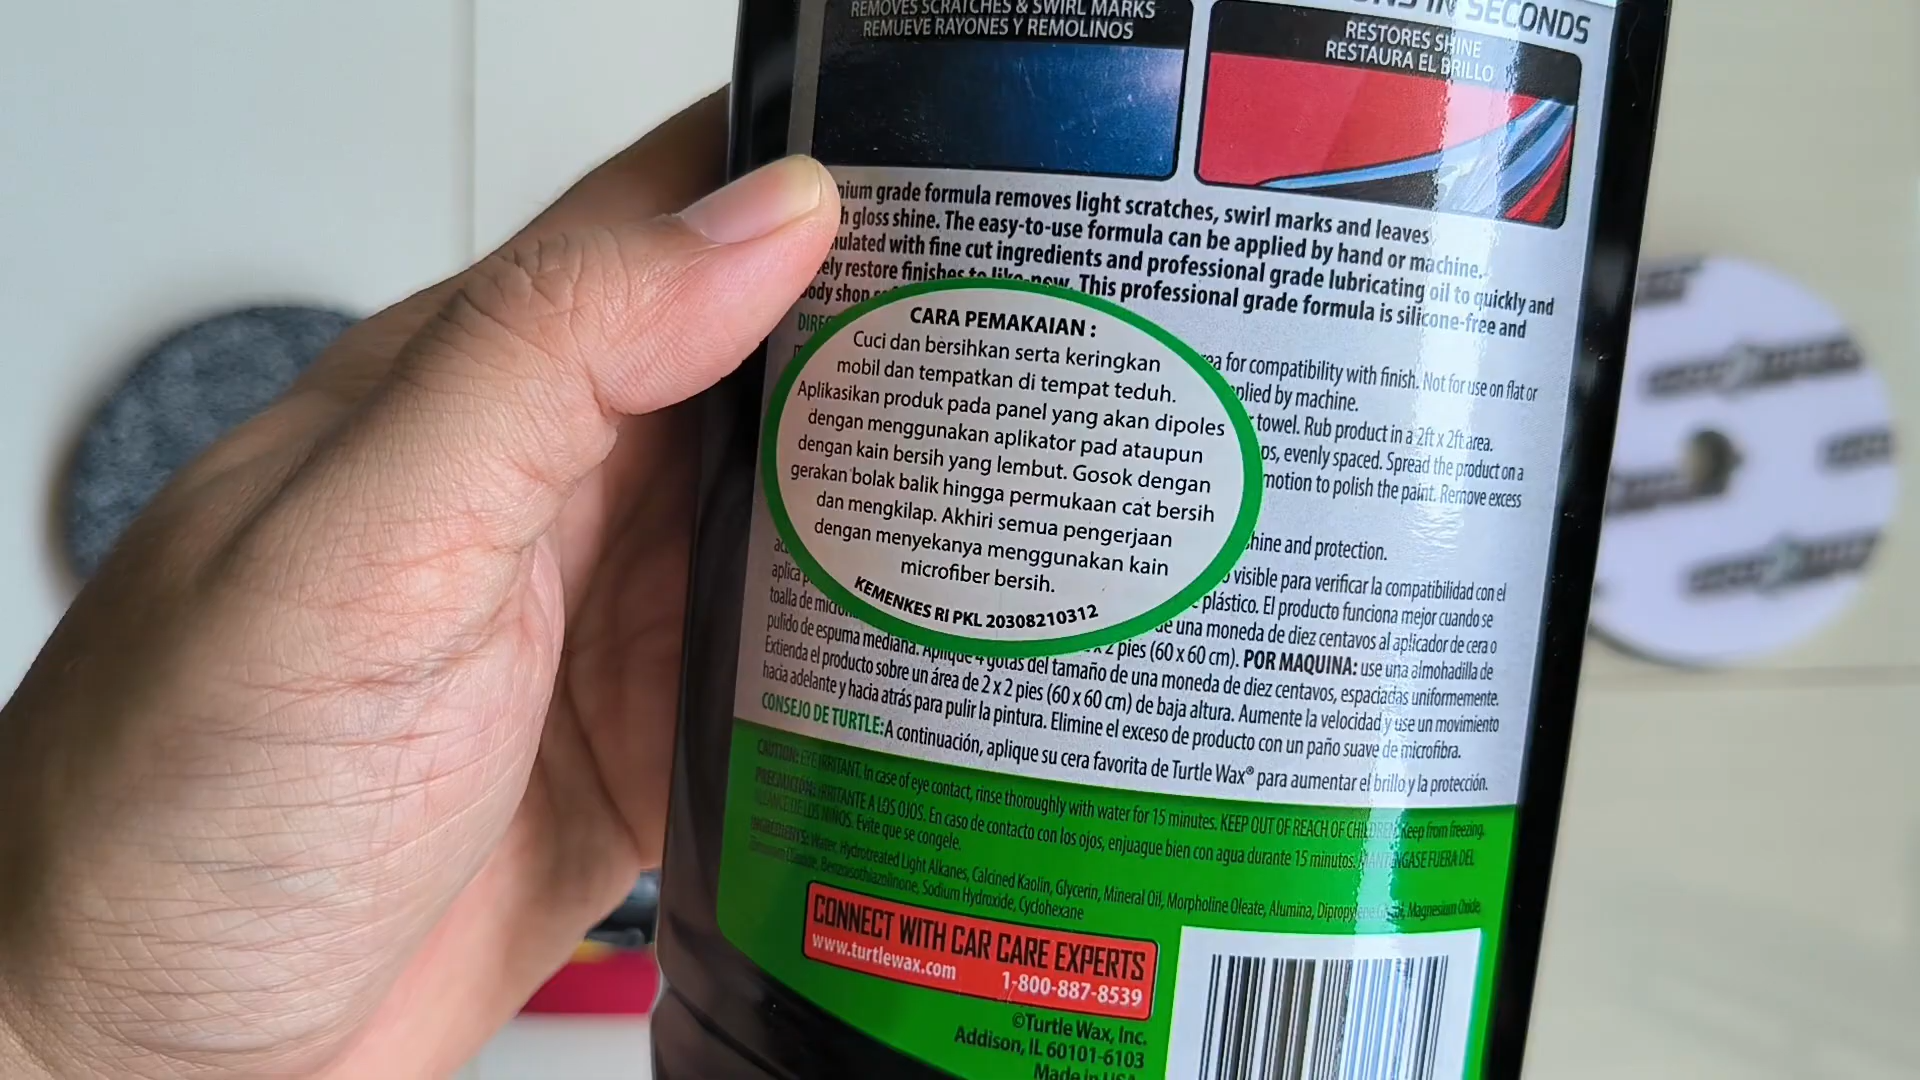 REMOVES SCRATCHES & SWIRL MARKS
REMUEVE RAYONES Y REMOLINOS
IN SECONDS
RESTORES SHINE
RESTAURA EL BRILLO
grade formula removes light scratches, swirl marks and leaves
gloss shine. The easy-to-use formula can be applied by hand or machine.
with fine cut ingredients and professional grade lubricating oil to quickly and
restore finishes to like-new. This professional grade formula is silicone-free and
body shop
for compatibility with finish. Not for use on flat or
by machine.
towel. Rub product in a 2ft x 2ft area.
evenly spaced. Spread the product on a
motion to polish the paint. Remove excess
and protection.
CARA PEMAKAIAN :
Cuci dan bersihkan serta keringkan
mobil dan tempatkan di tempat teduh.
Aplikasikan produk pada panel yang akan dipoles
dengan menggunakan aplikator pad ataupun
dengan kain bersih yang lembut. Gosok dengan
gerakan bolak balik hingga permukaan cat bersih
dan mengkilap. Akhiri semua pengerjaan
dengan menyekanya menggunakan kain
microfiber bersih.
KEMENKES RI PKL 20308210312
visible para verificar la compatibilidad con el
plástico. El producto funciona mejor cuando se
de una moneda de diez centavos al aplicador de cera o
toalla de
2 pies (60 x 60 cm). POR MAQUINA: use una almohadilla de
pulido de espuma mediana. Aplique 4 gotas del tamaño de una moneda de diez centavos, espaciadas uniformemente.
Extienda el producto sobre un área de 2 x 2 pies (60 x 60 cm) de baja altura. Aumente la velocidad y use un movimiento
hacia adelante y hacia atrás para pulir la pintura. Elimine el exceso de producto con un paño suave de microfibra.
CONSEJO DE TURTLE: A continuación, aplique su cera favorita de Turtle Wax® para aumentar el brillo y la protección.
CAUTION: EYE IRRITANT. In case of eye contact, rinse thoroughly with water for 15 minutes. KEEP OUT OF REACH OF CHILDREN. Keep from freezing.
PRECAUCIÓN: IRRITANTE A LOS OJOS. En caso de contacto con los ojos, enjuague bien con agua durante 15 minutos. MANTÉNGASE FUERA DEL
ALCANCE DE LOS NIÑOS. Evite que se congele.
INGREDIENTS: Water, Hydrotreated Light Alkanes, Calcined Kaolin, Glycerin, Mineral Oil, Morpholine Oleate, Alumina, Magnesium Oxide,
Benzisothiazolinone, Sodium Hydroxide, Cyclohexane
CONNECT WITH CAR CARE EXPERTS
www.turtlewax.com 1-800-887-8539
©Turtle Wax, Inc.
Addison, IL 60101-6103
Made in USA